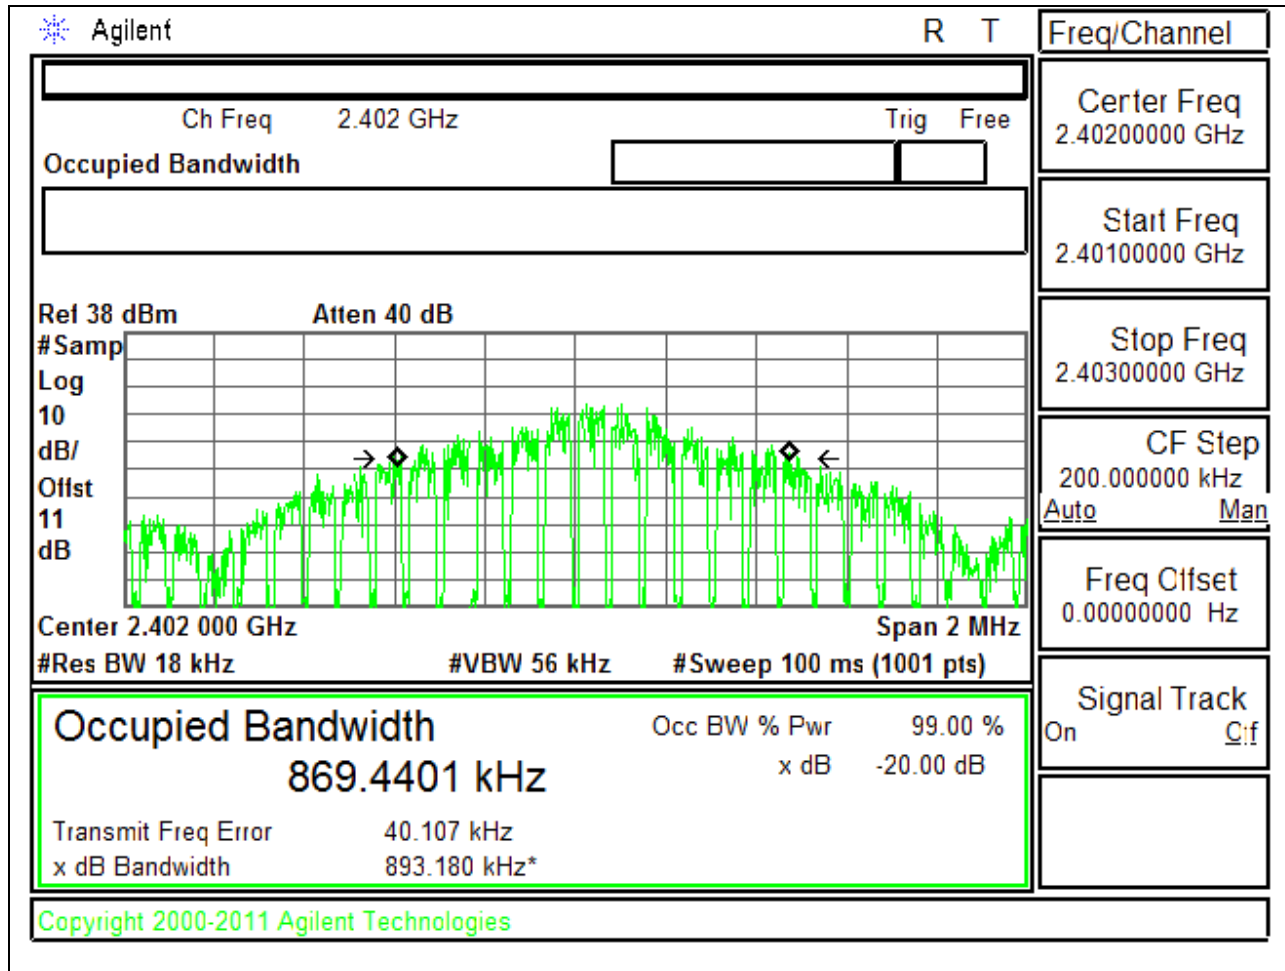 Agilent R T
Freq/Channel
Ch Freq 2.402 GHz Trig Free
Occupied Bandwidth
Center Freq
2.40200000 GHz
Start Freq
2.40100000 GHz
Stop Freq
2.40300000 GHz
CF Step
200.000000 kHz
Auto Man
Freq Offset
0.00000000 Hz
Signal Track
On Off
Ref 38 dBm Atten 40 dB
#Samp
Log
10
dB/
Offst
11
dB
Center 2.402 000 GHz Span 2 MHz
#Res BW 18 kHz #VBW 56 kHz #Sweep 100 ms (1001 pts)
Occupied Bandwidth
869.4401 kHz
Occ BW % Pwr 99.00 %
x dB -20.00 dB
Transmit Freq Error 40.107 kHz
x dB Bandwidth 893.180 kHz*
Copyright 2000-2011 Agilent Technologies